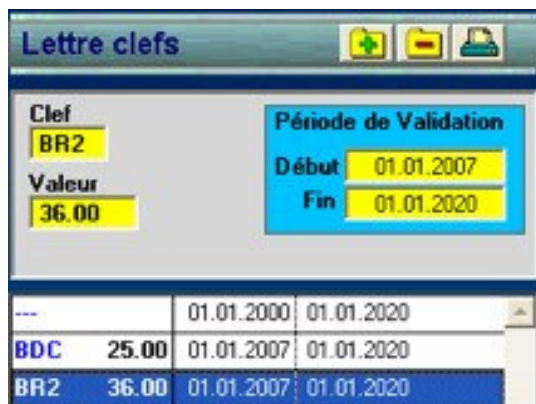 Lettre clefs
Clef
BR2
Valeur
36.00
Période de Validation
Début 01.01.2007
Fin 01.01.2020
--- 01.01.2000 01.01.2020
BDC 25.00 01.01.2007 01.01.2020
BR2 36.00 01.01.2007 01.01.2020